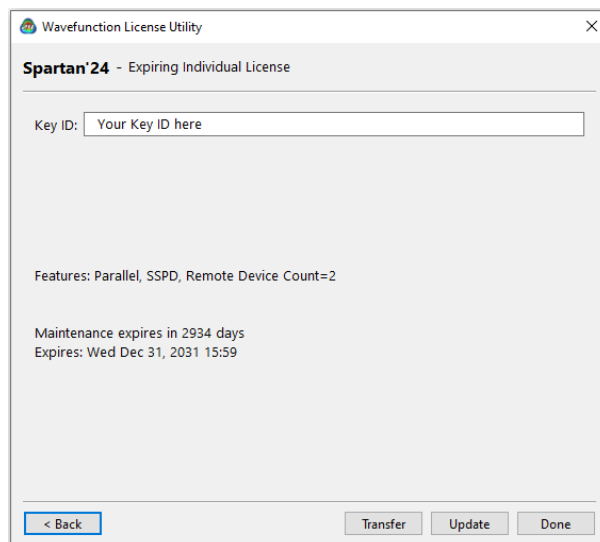 Wavefunction License Utility
Spartan'24 - Expiring Individual License
Key ID: Your Key ID here
Features: Parallel, SSPD, Remote Device Count=2
Maintenance expires in 2934 days
Expires: Wed Dec 31, 2031 15:59
< Back Transfer Update Done